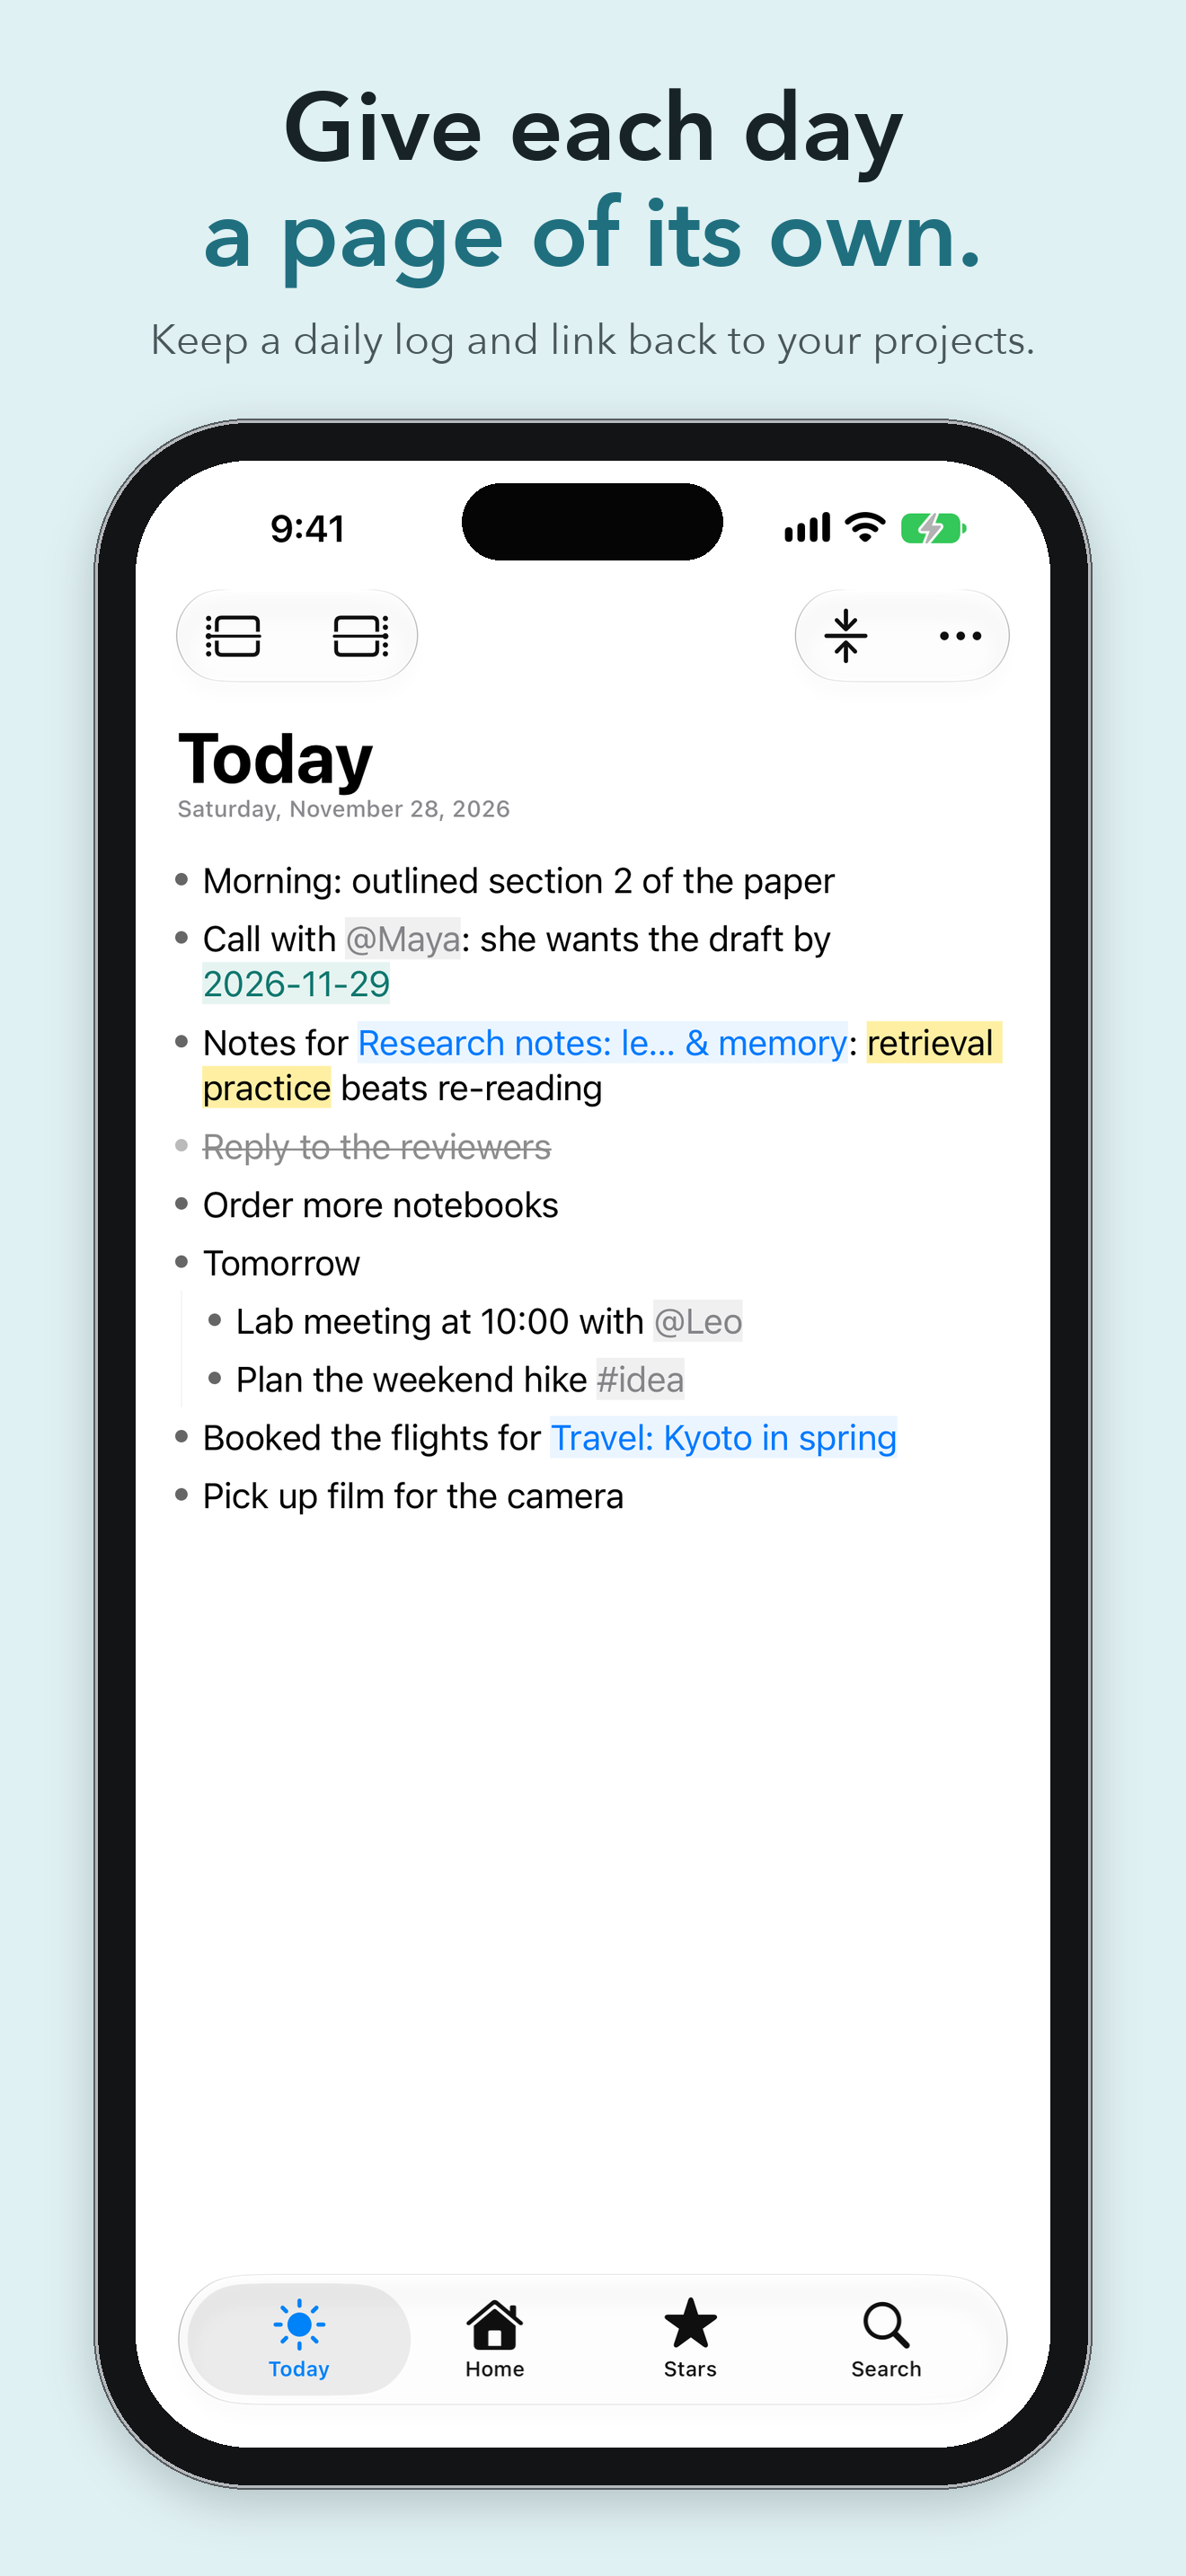 Give each day
a page of its own.
Keep a daily log and link back to your projects.
9:41
Today
Saturday, November 28, 2026
Morning: outlined section 2 of the paper
Call with @Maya: she wants the draft by
2026-11-29
Notes for Research notes: le... & memory: retrieval
practice beats re-reading
Reply to the reviewers
Order more notebooks
Tomorrow
Lab meeting at 10:00 with @Leo
Plan the weekend hike #idea
Booked the flights for Travel: Kyoto in spring
Pick up film for the camera
Today
Home
Stars
Search